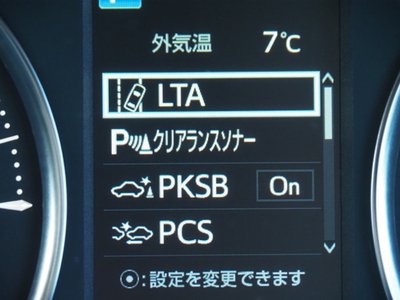 外気温 7℃
LTA
P クリアランスソナー
PKSB On
PCS
⦿:設定を変更できます